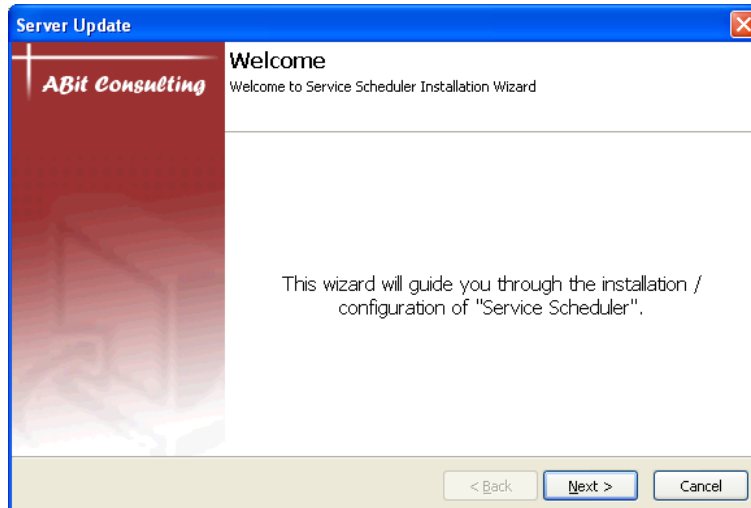 Server Update
ABit Consulting
Welcome
Welcome to Service Scheduler Installation Wizard
This wizard will guide you through the installation /
configuration of "Service Scheduler".
< Back
Next >
Cancel